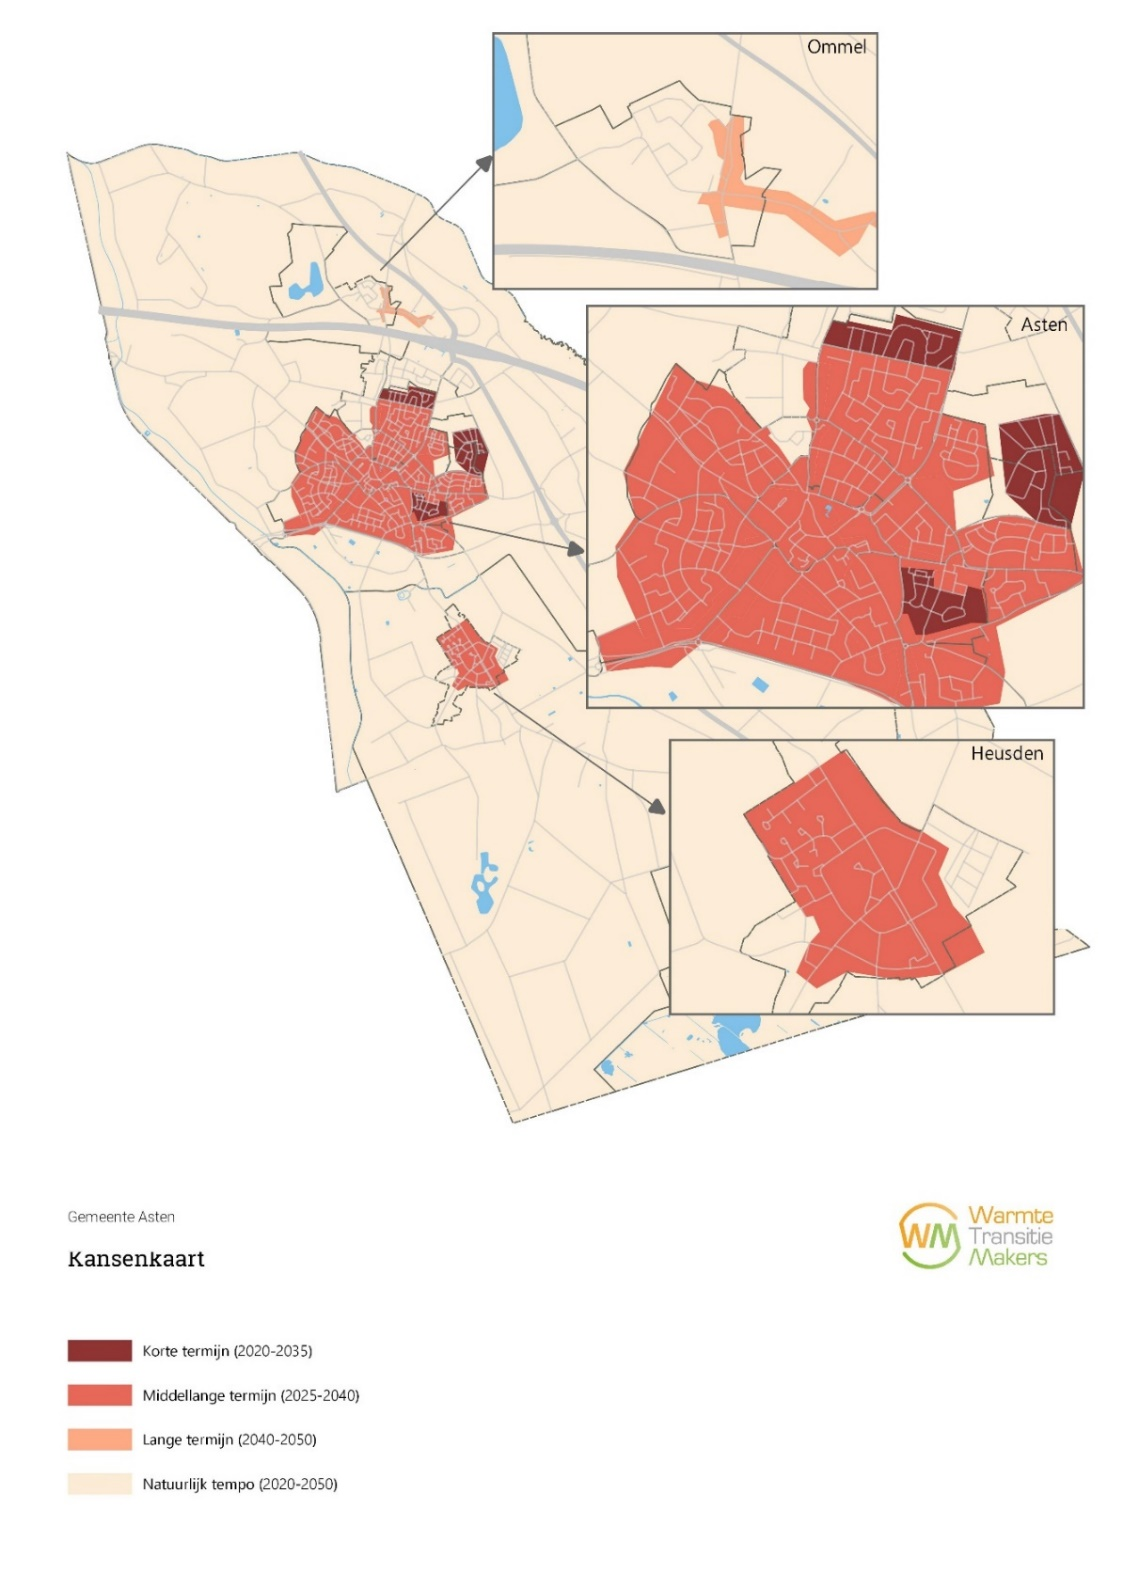 Ommel
Asten
Heusden
Gemeente Asten
Kansenkaart
WM
Warmte
Transitie
Makers
Korte termijn (2020-2035)
Middellange termijn (2025-2040)
Lange termijn (2040-2050)
Natuurlijk tempo (2020-2050)